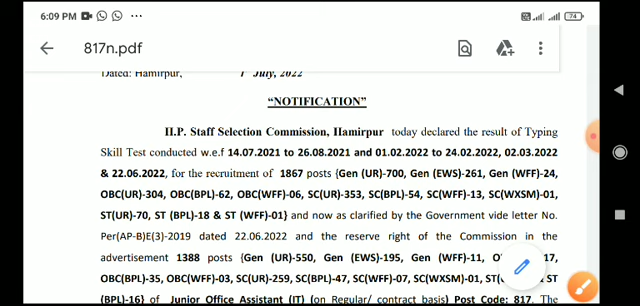 6:09 PM
74
817n.pdf
Dated: Hamirpur, 1 July, 2022
"NOTIFICATION"
H.P. Staff Selection Commission, Hamirpur today declared the result of Typing
Skill Test conducted w.e.f 14.07.2021 to 26.08.2021 and 01.02.2022 to 24.02.2022, 02.03.2022
& 22.06.2022, for the recruitment of 1867 posts {Gen (UR)-700, Gen (EWS)-261, Gen (WFF)-24,
OBC(UR)-304, OBC(BPL)-62, OBC(WFF)-06, SC(UR)-353, SC(BPL)-54, SC(WFF)-13, SC(WXSM)-01,
ST(UR)-70, ST (BPL)-18 & ST (WFF)-01} and now as clarified by the Government vide letter No.
Per(AP-B)E(3)-2019 dated 22.06.2022 and the reserve right of the Commission in the
advertisement 1388 posts {Gen (UR)-550, Gen (EWS)-195, Gen (WFF)-11, 17,
OBC(BPL)-35, OBC(WFF)-03, SC(UR)-259, SC(BPL)-47, SC(WFF)-07, SC(WXSM)-01, ST( ST
(BPL)-16} of Junior Office Assistant (IT) (on Regular/ contract basis) Post Code: 817. The